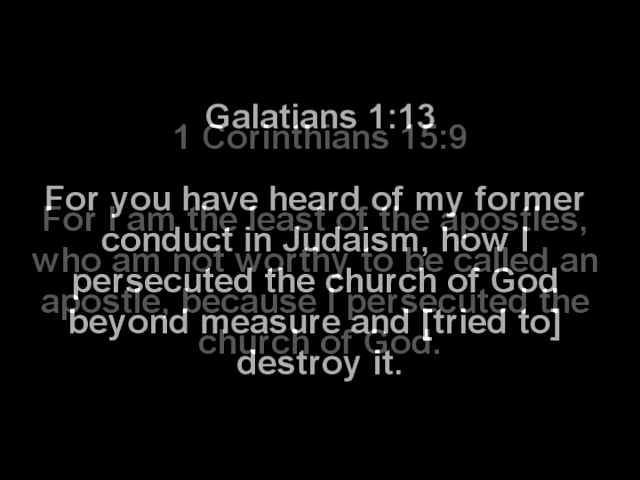 Galatians 1:13
1 Corinthians 15:9
For you have heard of my former
For I am the least of the apostles,
conduct in Judaism, how I
who am not worthy to be called an
persecuted the church of God
apostle, because I persecuted the
beyond measure and [tried to]
church of God.
destroy it.